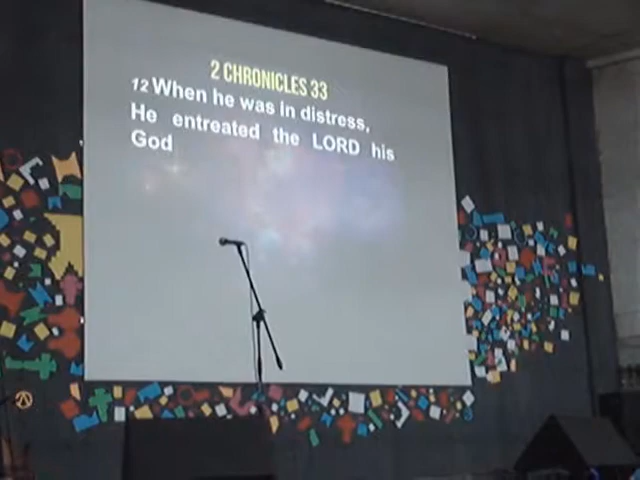 2 CHRONICLES 33
12 When he was in distress,
He entreated the LORD his
God